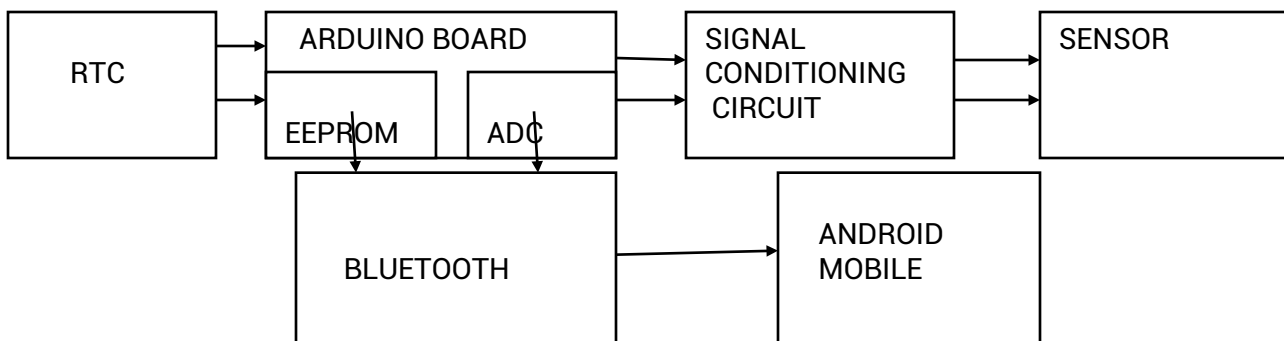 RTC
ARDUINO BOARD
EEPROM
ADC
SIGNAL
CONDITIONING
CIRCUIT
SENSOR
BLUETOOTH
ANDROID
MOBILE